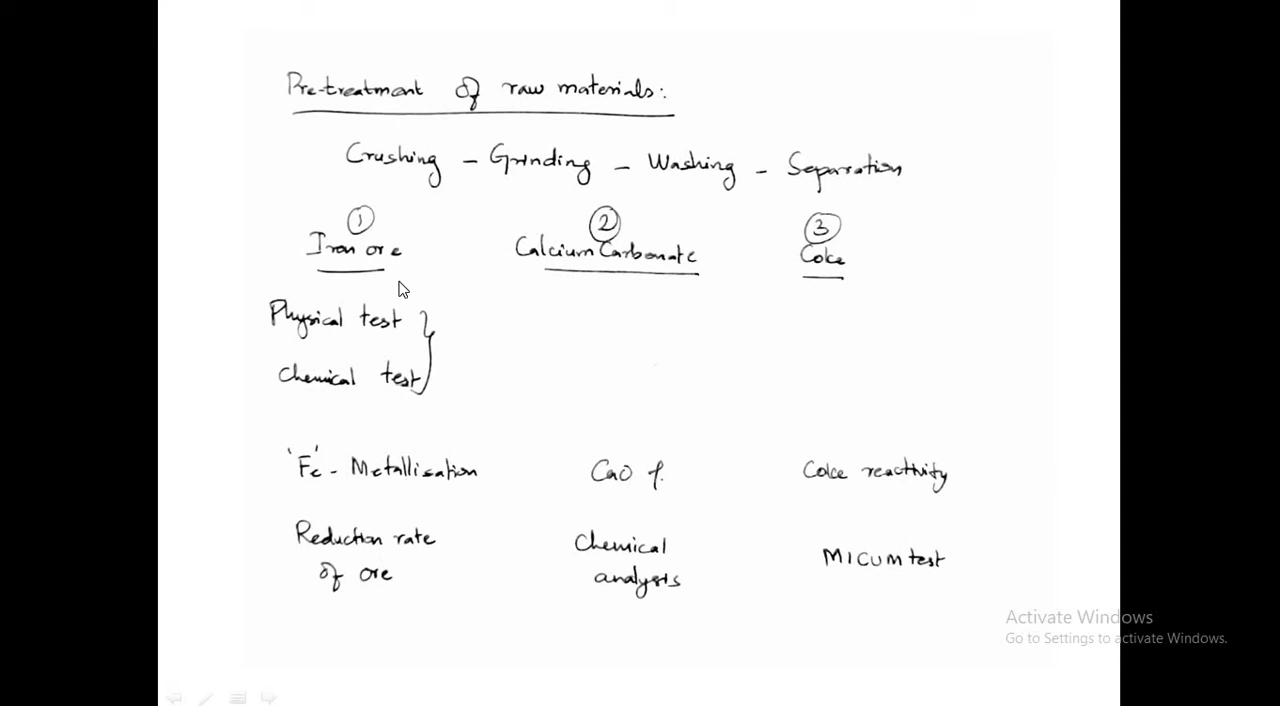 Pre-treatment of raw materials:
Crushing - Grinding - Washing - Separation
1 2 3
Iron ore Calcium Carbonate Coke
Physical test
Chemical test
'Fe' - Metallisation CaO %. Coke reactivity
Reduction rate Chemical MICUM test
of ore analysis
Activate Windows
Go to Settings to activate Windows.